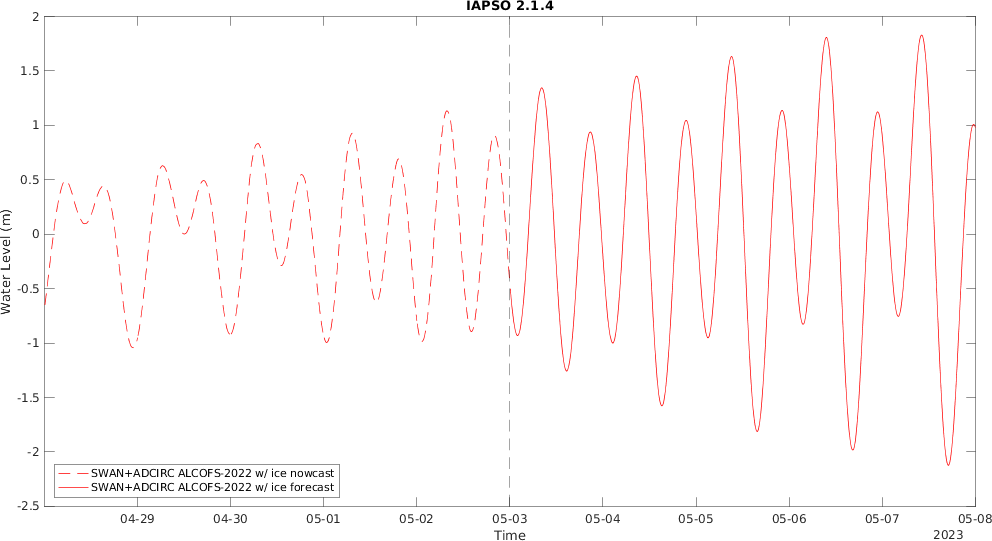 IAPSO 2.1.4
2
1.5
1
0.5
0
-0.5
-1
-1.5
-2
-2.5
Water Level (m)
SWAN+ADCIRC ALCOFS-2022 w/ ice nowcast
SWAN+ADCIRC ALCOFS-2022 w/ ice forecast
04-29 04-30 05-01 05-02 05-03 05-04 05-05 05-06 05-07 05-08
Time
2023